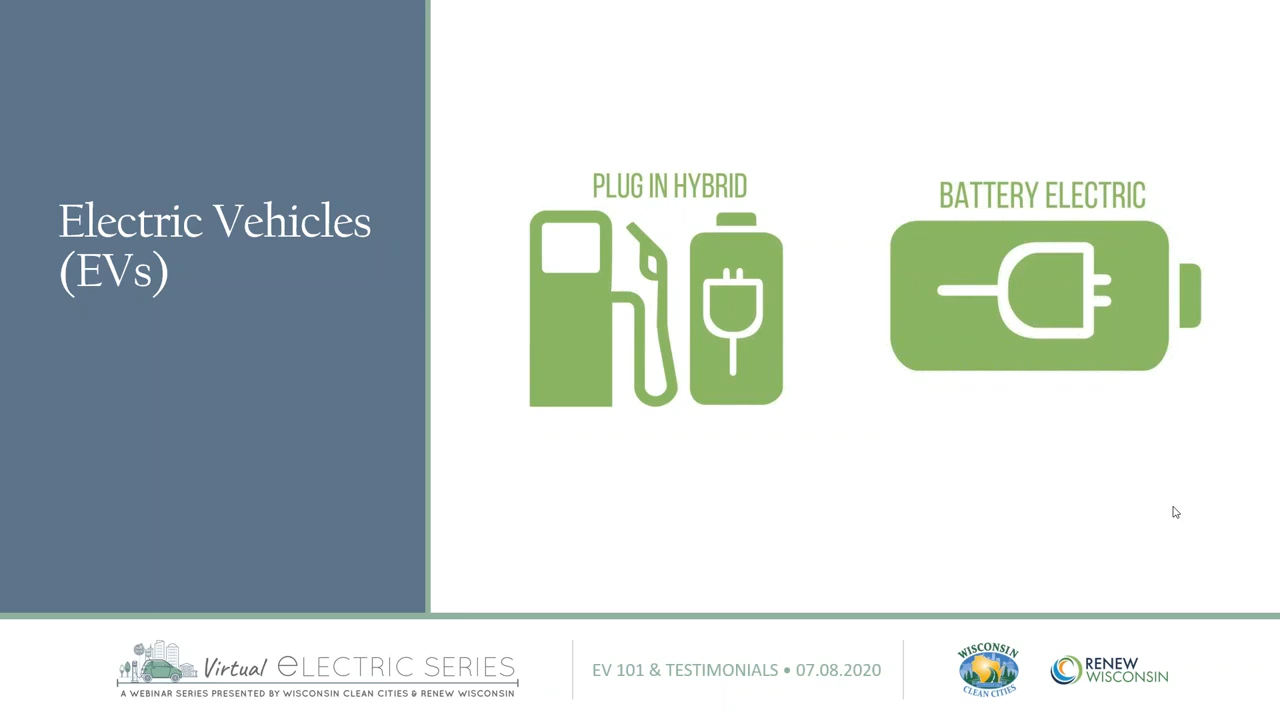 Electric Vehicles
(EVs)
PLUG IN HYBRID
BATTERY ELECTRIC
Virtual eLECTRIC SERIES
A WEBINAR SERIES PRESENTED BY WISCONSIN CLEAN CITIES & RENEW WISCONSIN
EV 101 & TESTIMONIALS • 07.08.2020
WISCONSIN
CLEAN CITIES
RENEW
WISCONSIN